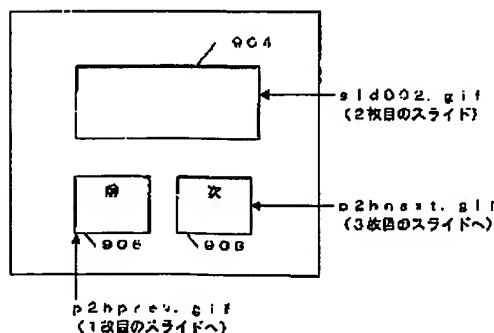 904
sld002.gif
(2枚目のスライド)
前
次
p2hnext.gif
(3枚目のスライドへ)
906
908
p2hprev.gif
(1枚目のスライドへ)